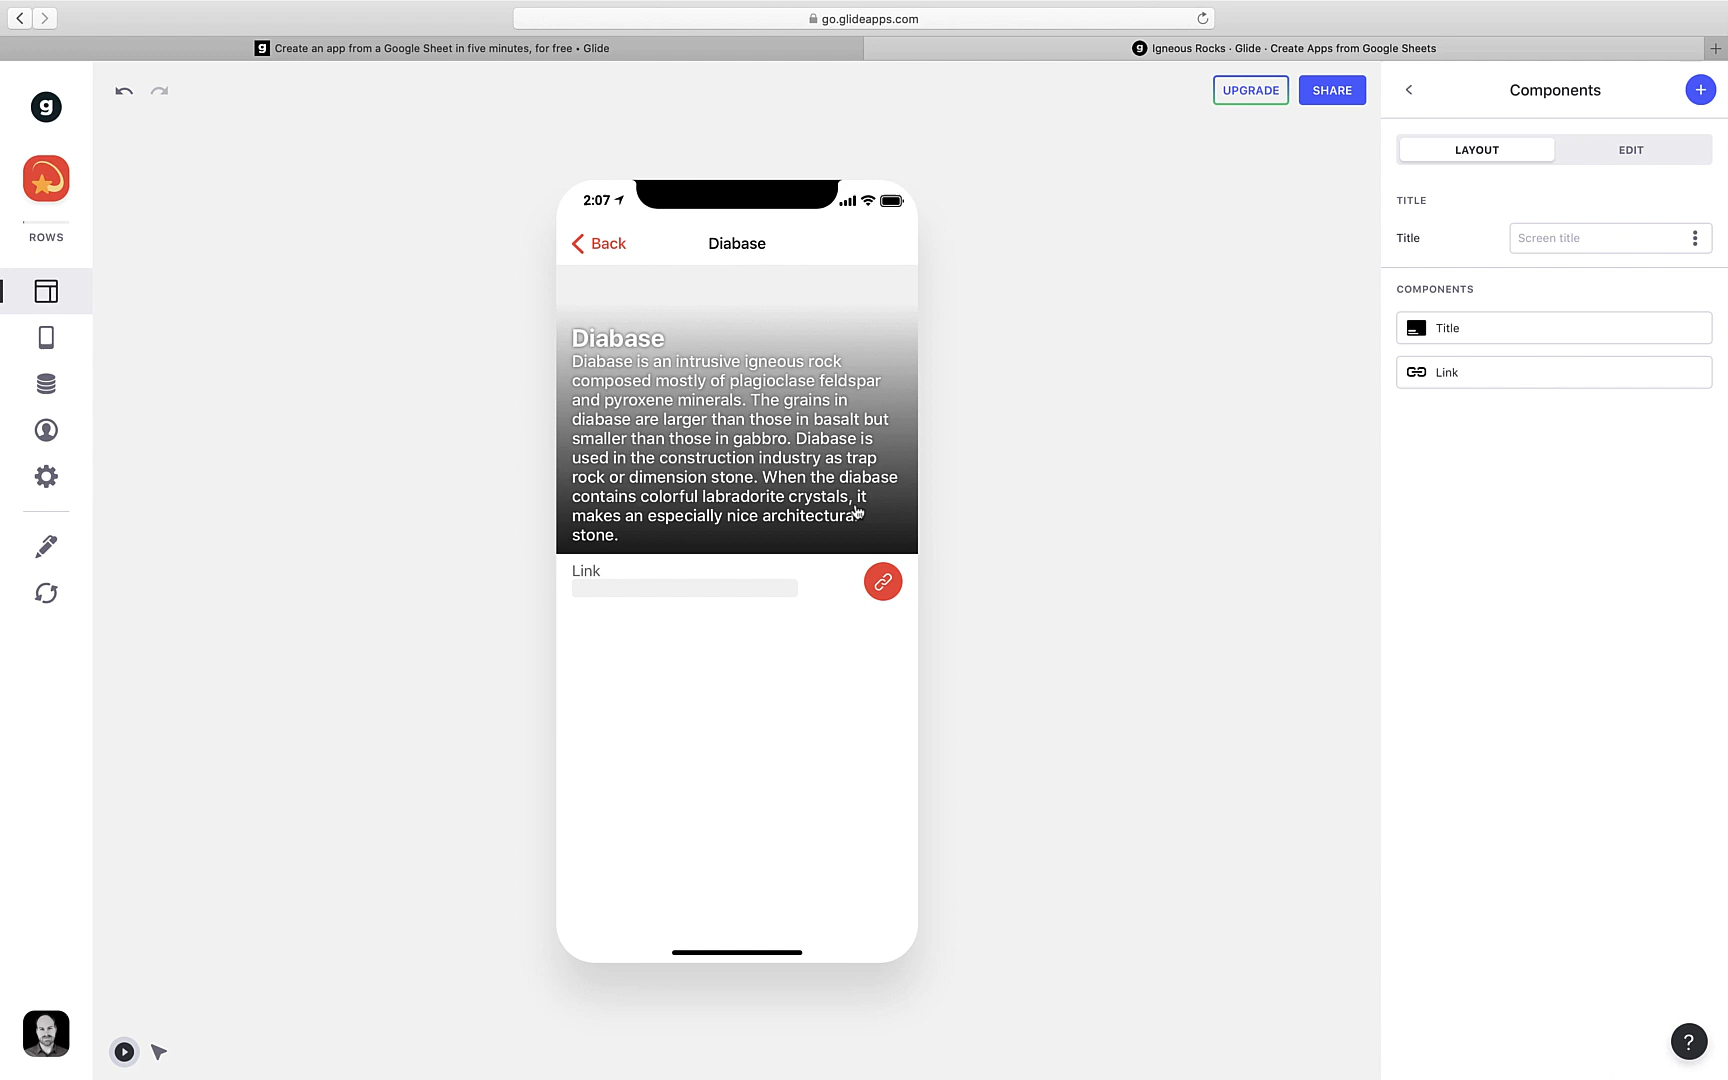 go.glideapps.com
g Create an app from a Google Sheet in five minutes, for free • Glide
g Igneous Rocks · Glide · Create Apps from Google Sheets
g
ROWS
UPGRADE
SHARE
2:07
Back
Diabase
Diabase
Diabase is an intrusive igneous rock
composed mostly of plagioclase feldspar
and pyroxene minerals. The grains in
diabase are larger than those in basalt but
smaller than those in gabbro. Diabase is
used in the construction industry as trap
rock or dimension stone. When the diabase
contains colorful labradorite crystals, it
makes an especially nice architectural
stone.
Link
Components
+
LAYOUT
EDIT
TITLE
Title
Screen title
COMPONENTS
Title
Link
?